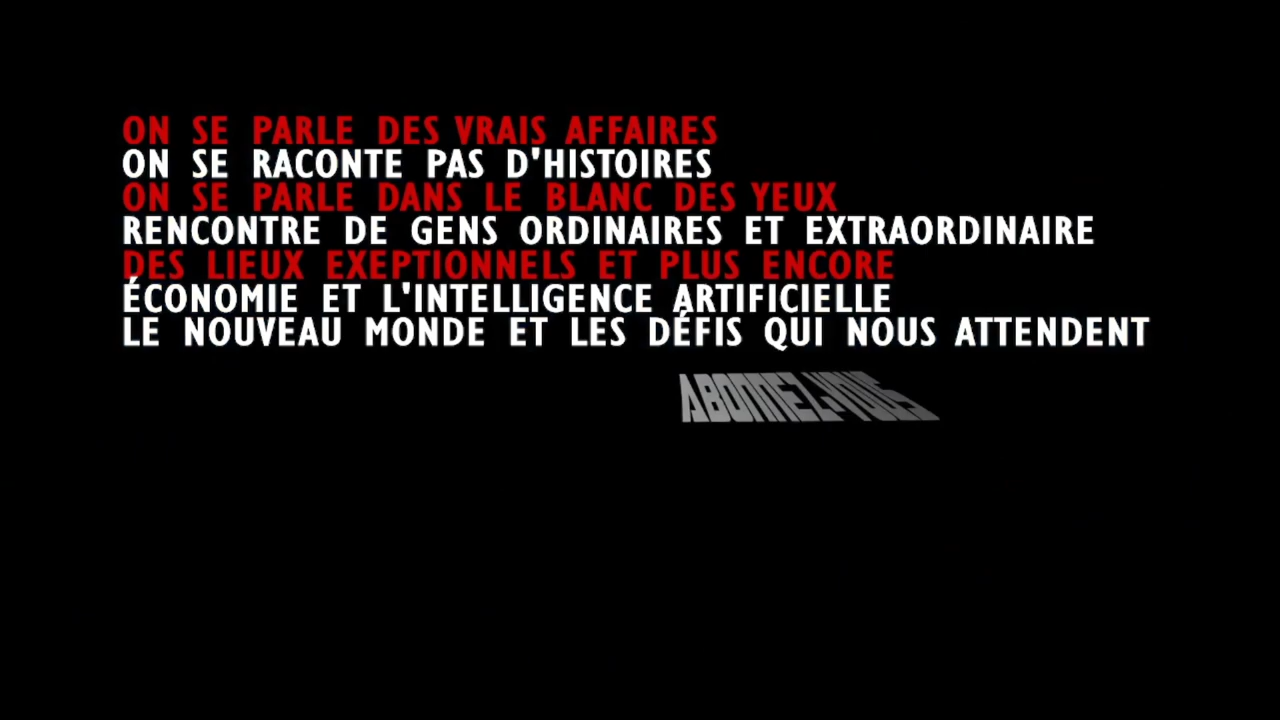 ON SE PARLE DES VRAIS AFFAIRES
ON SE RACONTE PAS D'HISTOIRES
ON SE PARLE DANS LE BLANC DES YEUX
RENCONTRE DE GENS ORDINAIRES ET EXTRAORDINAIRE
DES LIEUX EXEPTIONNELS ET PLUS ENCORE
ÉCONOMIE ET L'INTELLIGENCE ARTIFICIELLE
LE NOUVEAU MONDE ET LES DÉFIS QUI NOUS ATTENDENT
ABONNEZ-VOUS